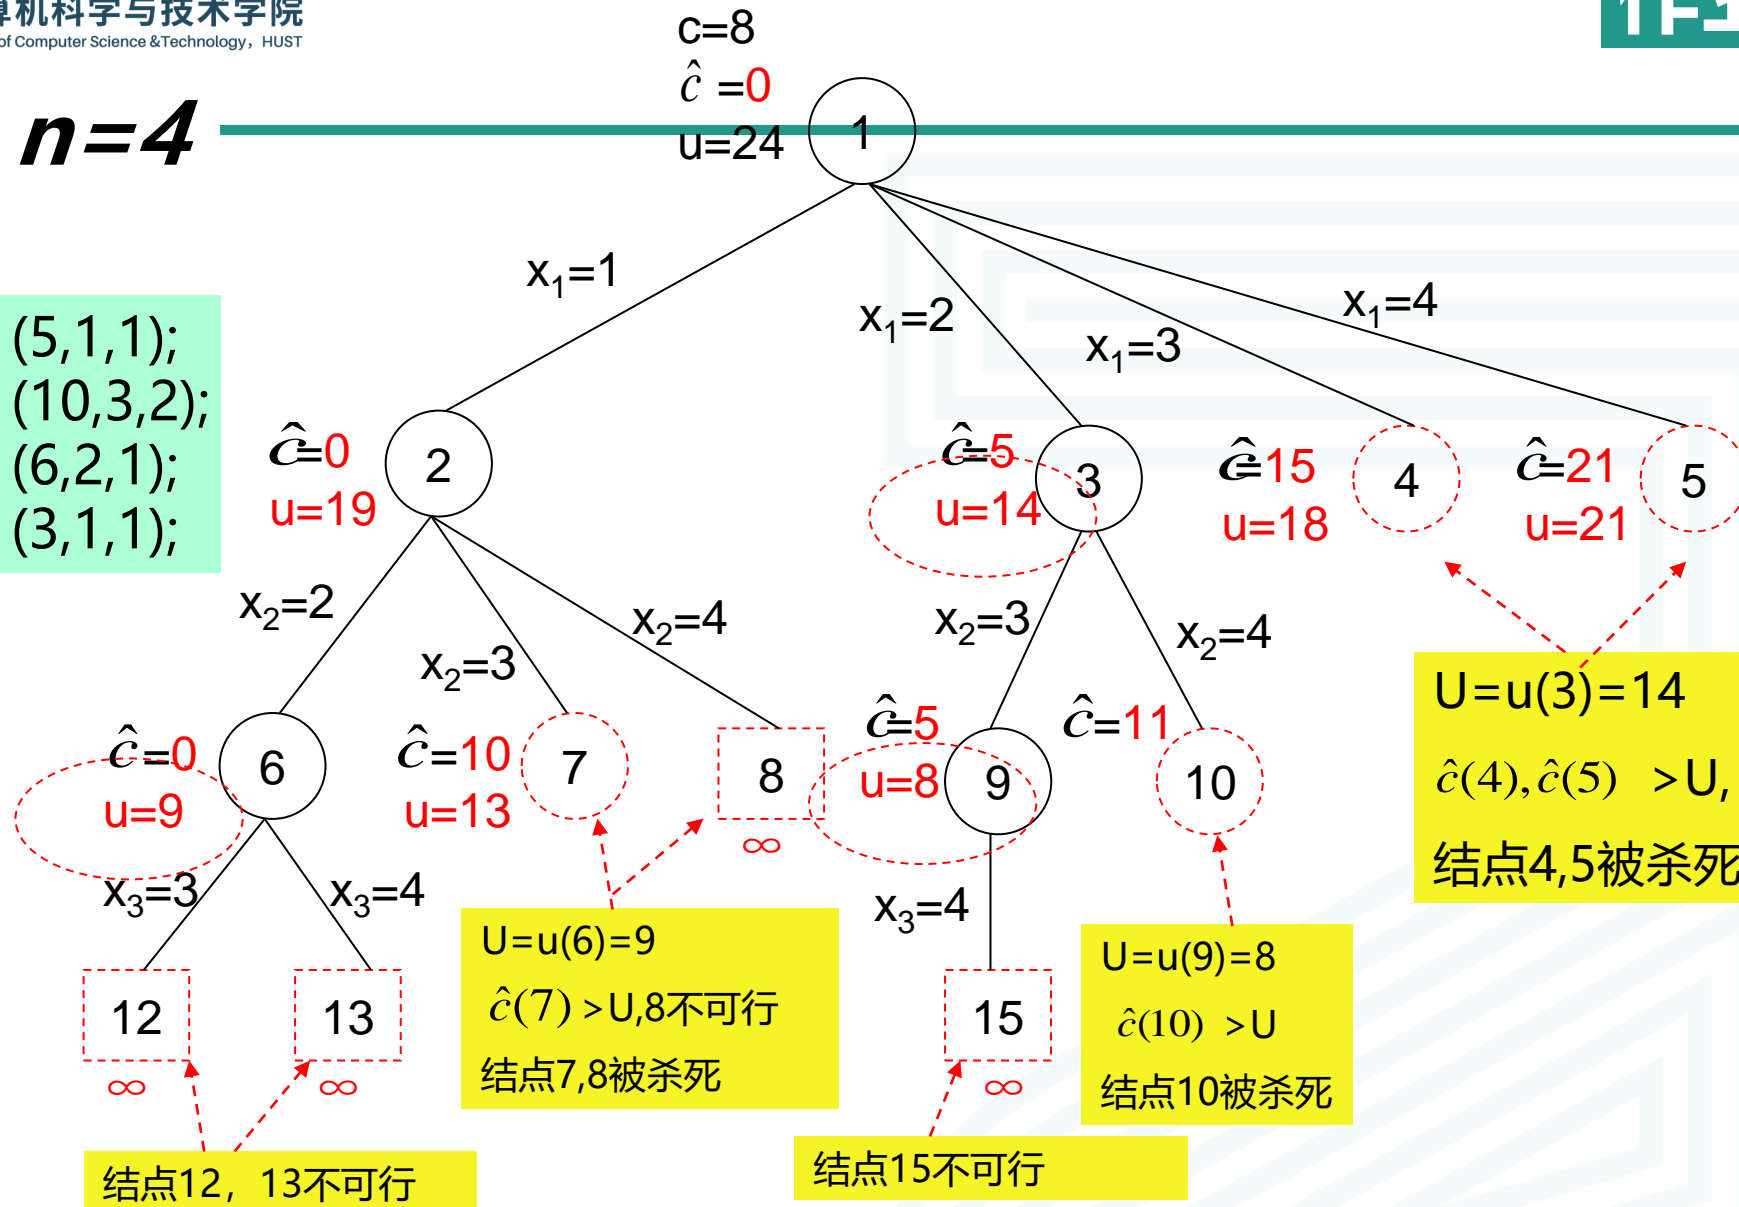 算机科学与技术学院
of Computer Science &Technology, HUST
n=4
c=8
ĉ =0
u=24
1
x₁=1
x₁=2
x₁=3
x₁=4
(5,1,1);
(10,3,2);
(6,2,1);
(3,1,1);
ĉ=0
u=19
2
ĉ=5
u=14
3
ĉ=15
u=18
4
ĉ=21
u=21
5
x₂=2
x₂=3
x₂=4
x₂=3
x₂=4
U=u(3)=14
ĉ(4),ĉ(5) >U,
结点4,5被杀死
ĉ=0
u=9
6
ĉ=10
u=13
7
8
∞
ĉ=5
u=8
9
ĉ=11
10
x₃=3
x₃=4
x₃=4
U=u(6)=9
ĉ(7) >U,8不可行
结点7,8被杀死
U=u(9)=8
ĉ(10) >U
结点10被杀死
12
∞
13
∞
15
∞
结点12，13不可行
结点15不可行